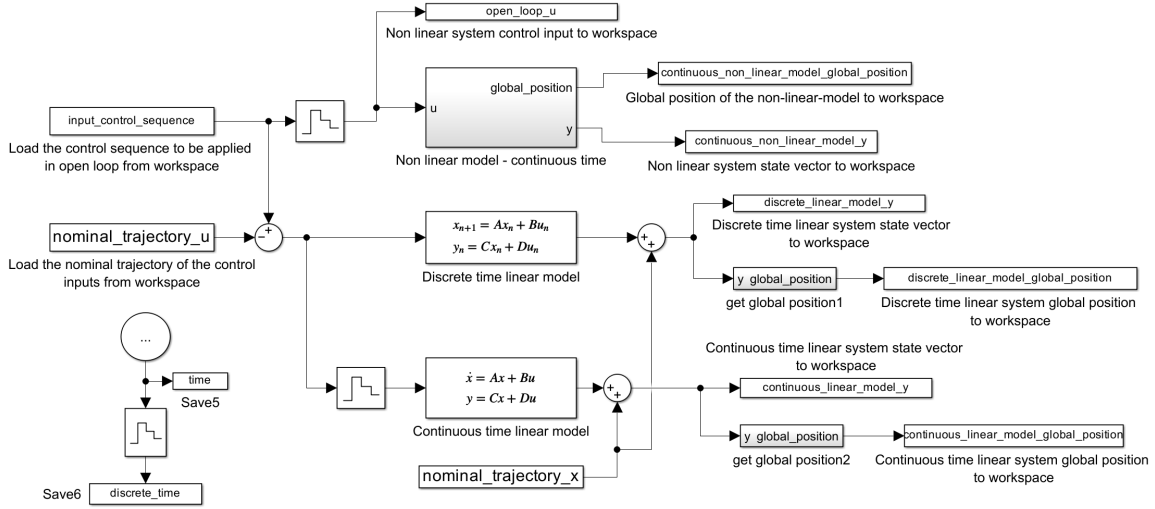 open_loop_u
Non linear system control input to workspace
global_position
u
y
Non linear model - continuous time
continuous_non_linear_model_global_position
Global position of the non-linear-model to workspace
continuous_non_linear_model_y
Non linear system state vector to workspace
input_control_sequence
Load the control sequence to be applied
in open loop from workspace
nominal_trajectory_u
Load the nominal trajectory of the control
inputs from workspace
− +
xn+1 = Axn + Bun
yn = Cxn + Dun
Discrete time linear model
+
+
discrete_linear_model_y
Discrete time linear system state vector
to workspace
y global_position
get global position1
discrete_linear_model_global_position
Discrete time linear system global position
to workspace
...
time
Save5
Save6
discrete_time
ẋ = Ax + Bu
y = Cx + Du
Continuous time linear model
+
+
nominal_trajectory_x
Continuous time linear system state vector
to workspace
continuous_linear_model_y
y global_position
get global position2
continuous_linear_model_global_position
Continuous time linear system global position
to workspace